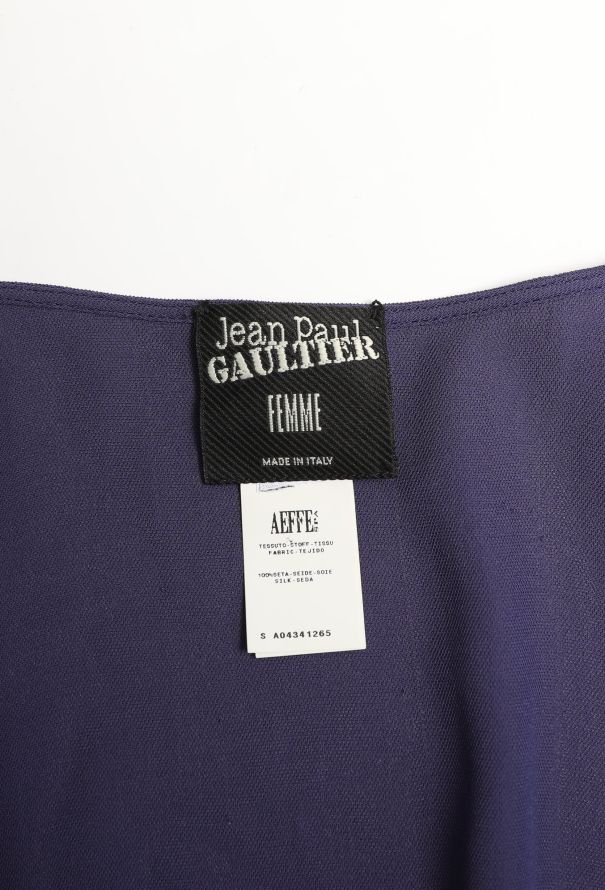 Jean Paul
GAULTIER
FEMME
MADE IN ITALY
AEFFE SPA
TESSUTO-STOFF-TISSU
FABRIC-TEJIDO
100%SETA-SEIDE-SOIE
SILK-SEDA
S A04341265